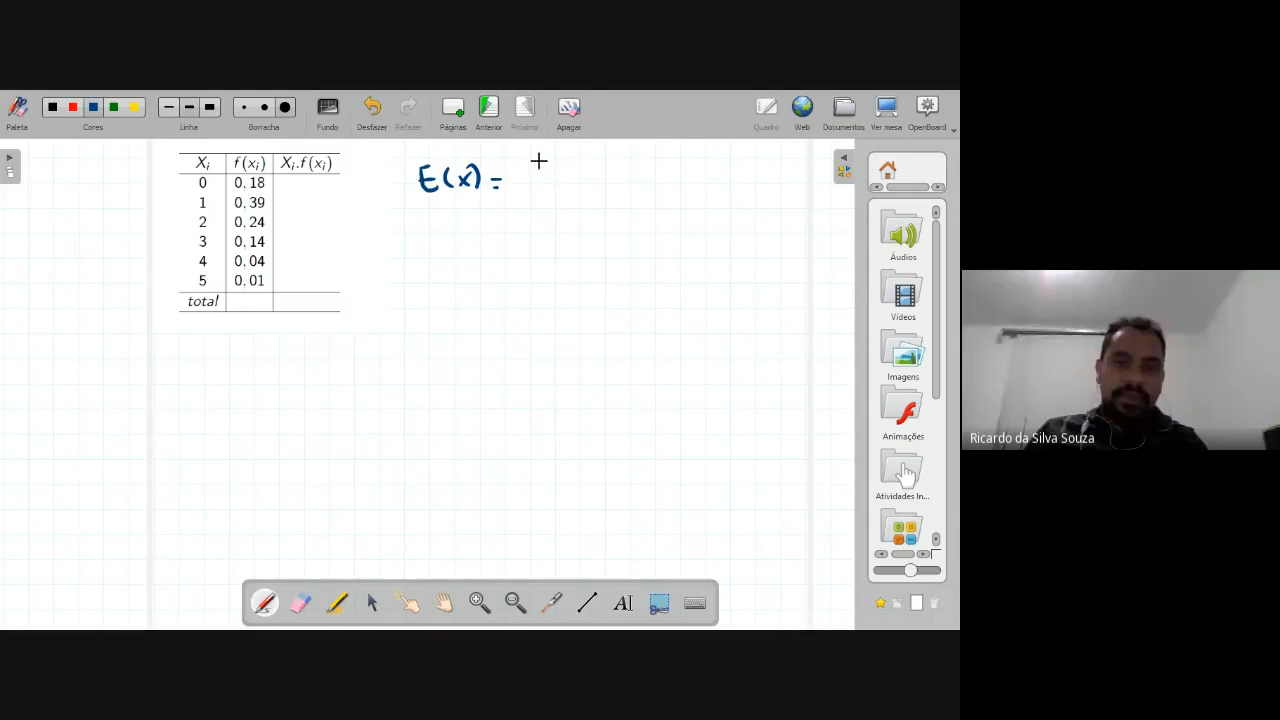 Paleta Cores Linha Borracha Fundo Desfazer Refazer Páginas Anterior Próximo Apagar Quadro Web Documentos Ver mesa OpenBoard
Xi f(xi) Xi.f(xi)
0 0,18
1 0,39
2 0,24
3 0,14
4 0,04
5 0,01
total
E(x) =
Áudios
Vídeos
Imagens
Animações
Atividades In...
AI
Ricardo da Silva Souza